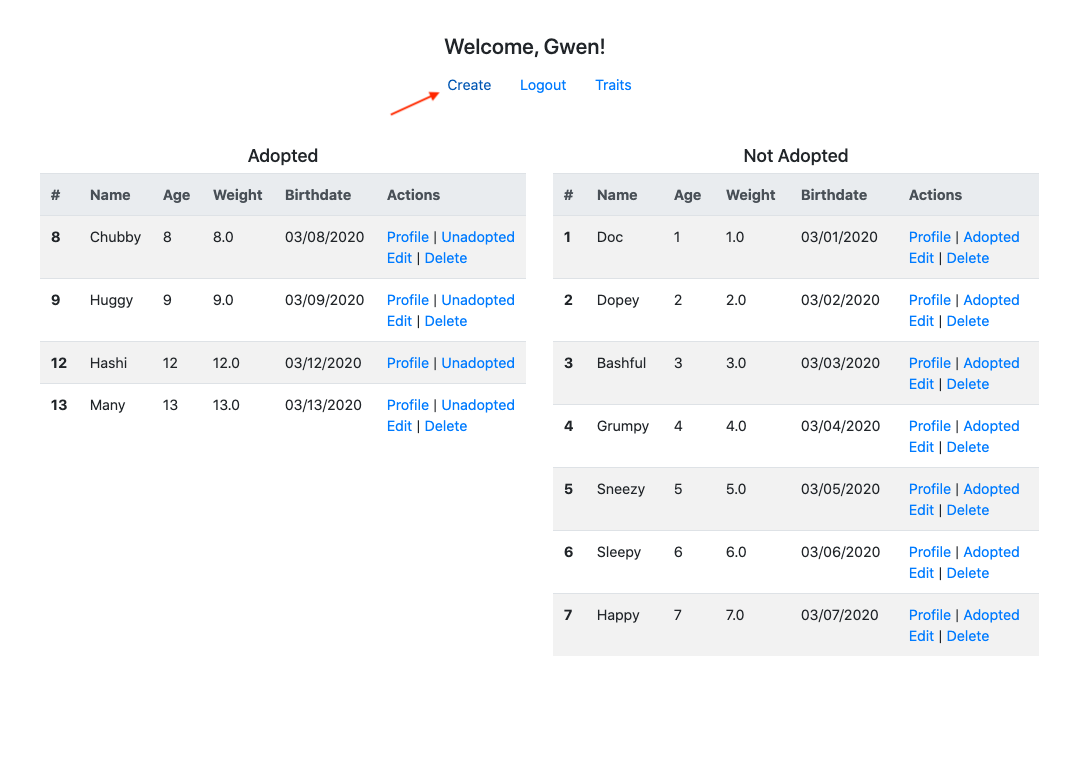 Welcome, Gwen!
Create Logout Traits
Adopted
# Name Age Weight Birthdate Actions
8 Chubby 8 8.0 03/08/2020 Profile | Unadopted
Edit | Delete
9 Huggy 9 9.0 03/09/2020 Profile | Unadopted
Edit | Delete
12 Hashi 12 12.0 03/12/2020 Profile | Unadopted
13 Many 13 13.0 03/13/2020 Profile | Unadopted
Edit | Delete
Not Adopted
# Name Age Weight Birthdate Actions
1 Doc 1 1.0 03/01/2020 Profile | Adopted
Edit | Delete
2 Dopey 2 2.0 03/02/2020 Profile | Adopted
Edit | Delete
3 Bashful 3 3.0 03/03/2020 Profile | Adopted
Edit | Delete
4 Grumpy 4 4.0 03/04/2020 Profile | Adopted
Edit | Delete
5 Sneezy 5 5.0 03/05/2020 Profile | Adopted
Edit | Delete
6 Sleepy 6 6.0 03/06/2020 Profile | Adopted
Edit | Delete
7 Happy 7 7.0 03/07/2020 Profile | Adopted
Edit | Delete